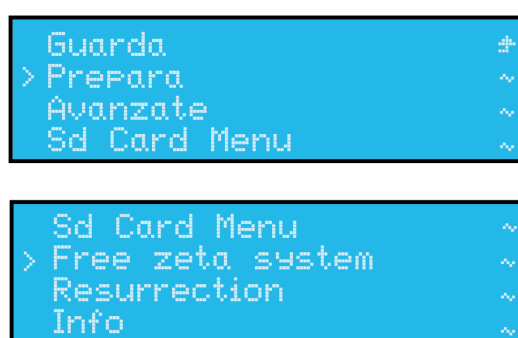 Guarda
> Prepara
Avanzate
Sd Card Menu
Sd Card Menu
> Free zeta system
Resurrection
Info